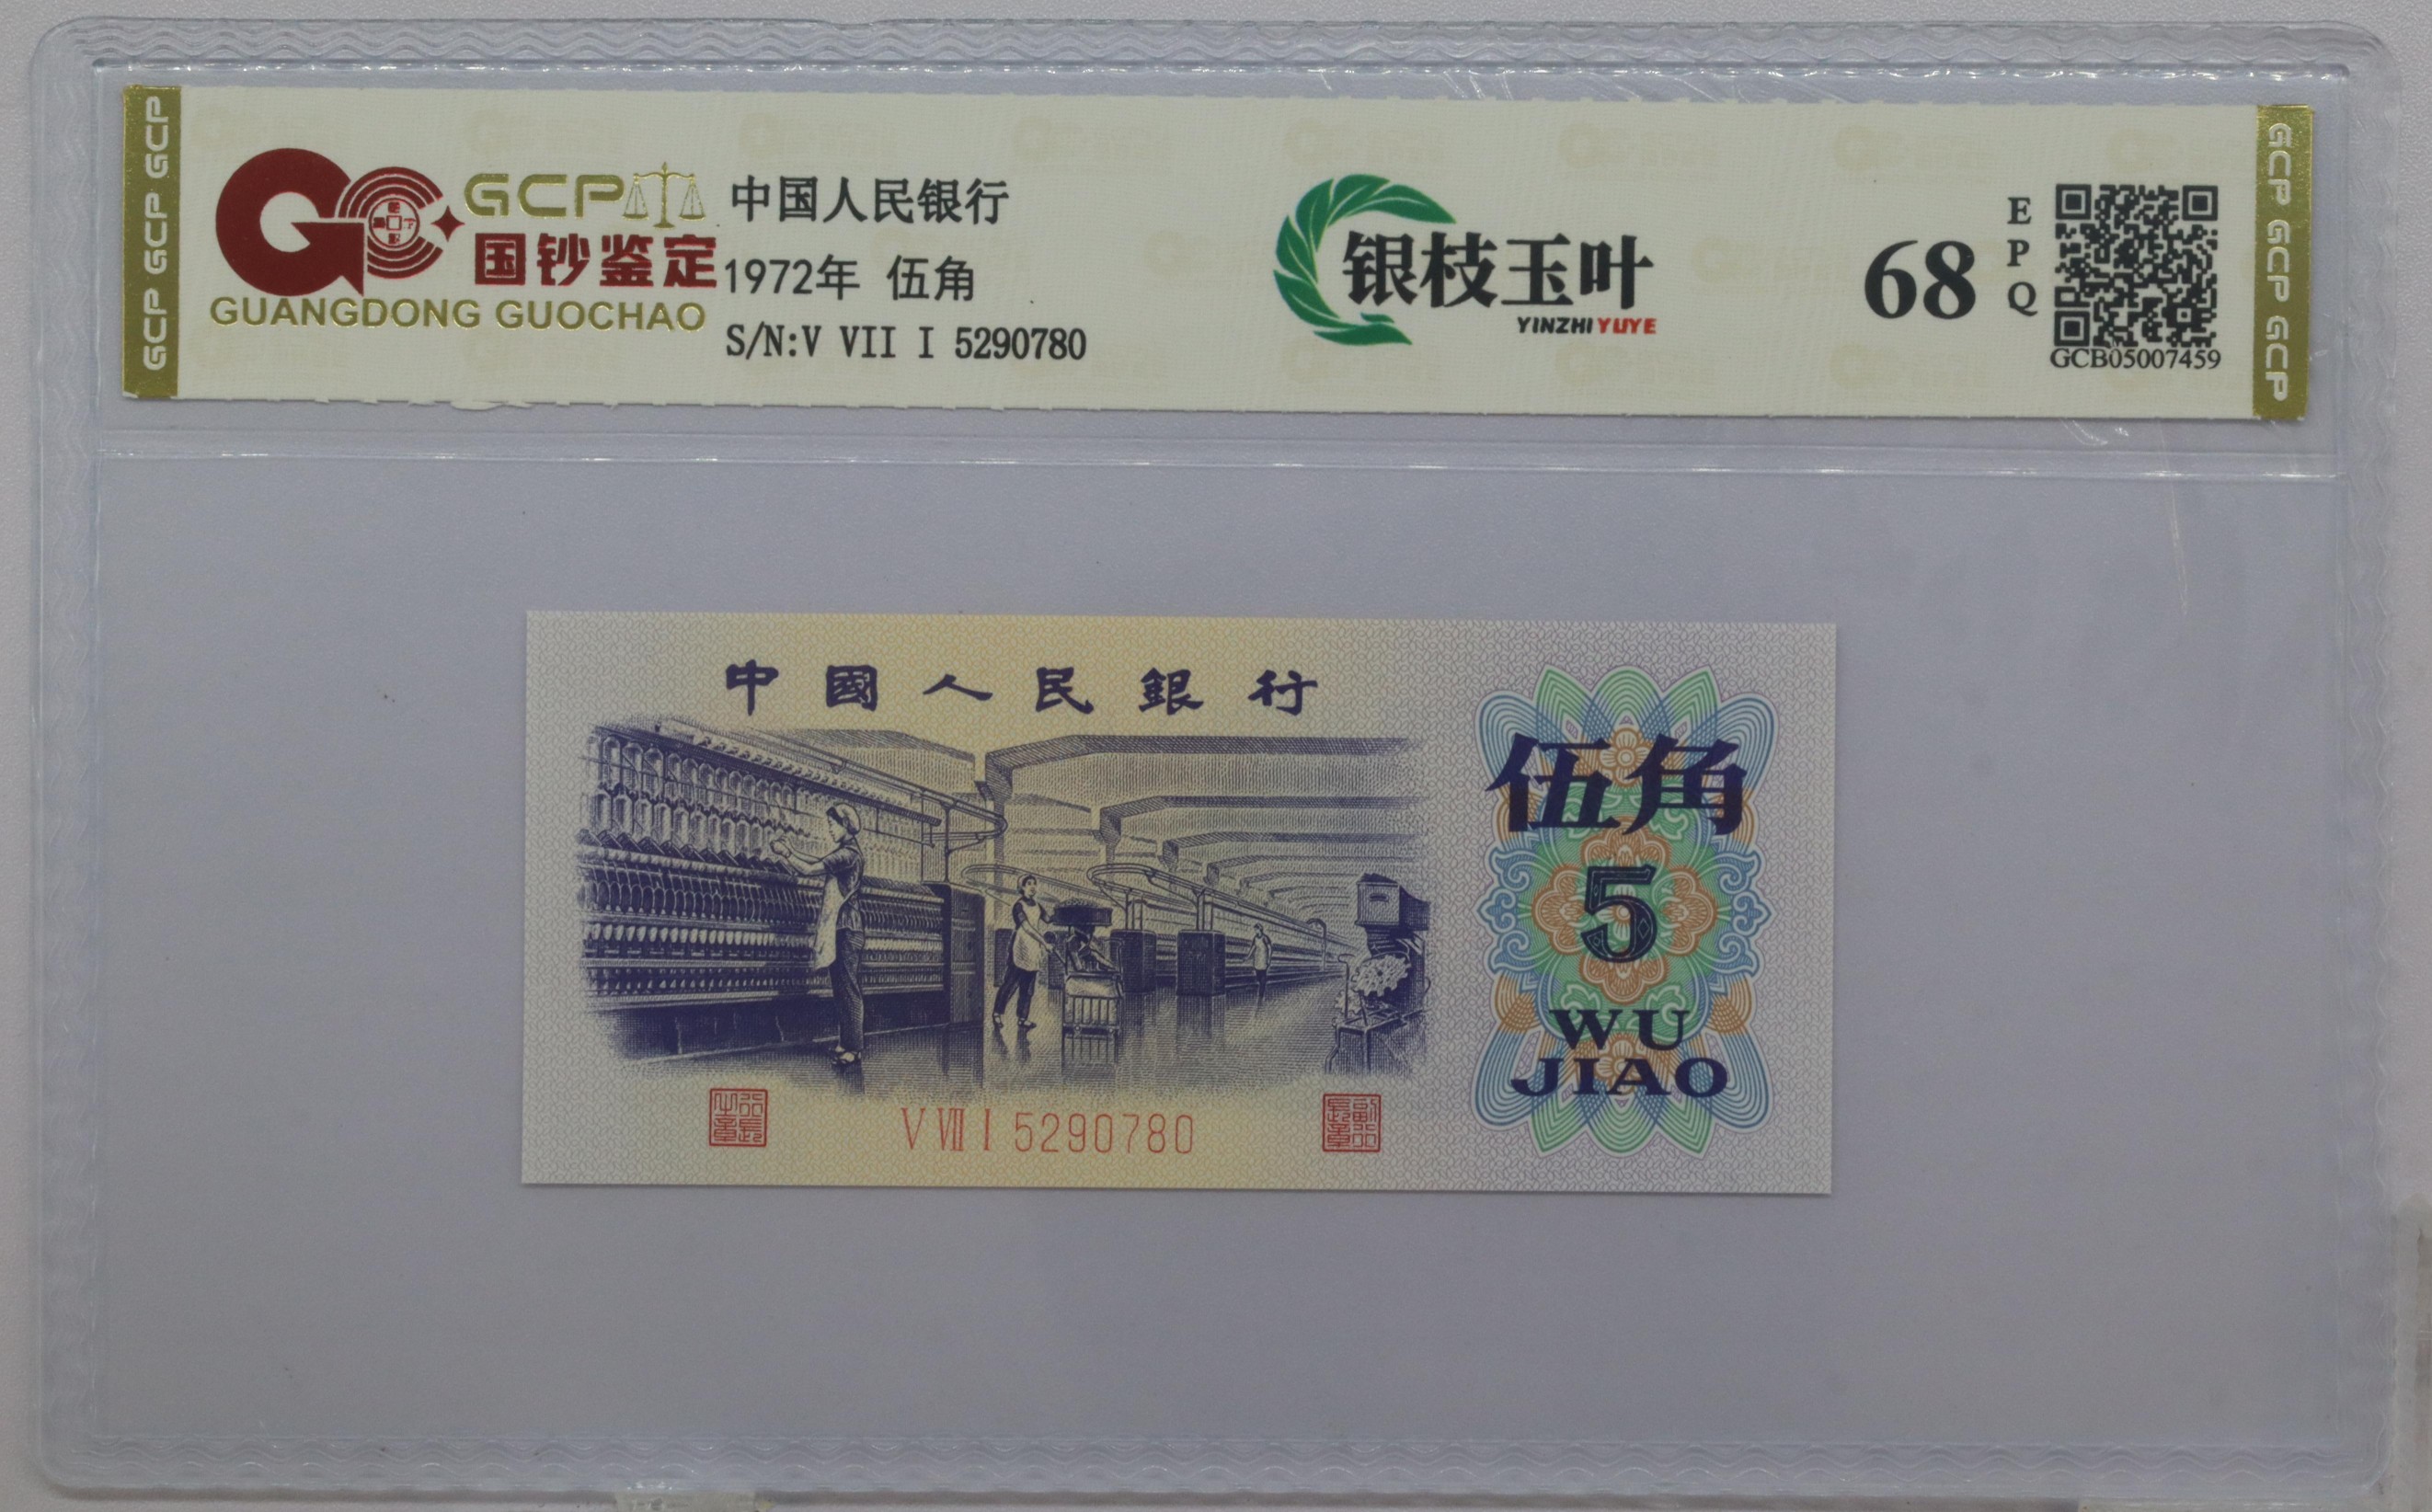 GCP GCP GCP
GCP
国钞鉴定
GUANGDONG GUOCHAO
中国人民银行
1972年 伍角
S/N:V VII I 5290780
银枝玉叶
YINZHI YUYE
68
EPQ
GCB05007459
GCP GCP GCP
中國人民銀行
伍角
5
WU
JIAO
V VII I 5290780